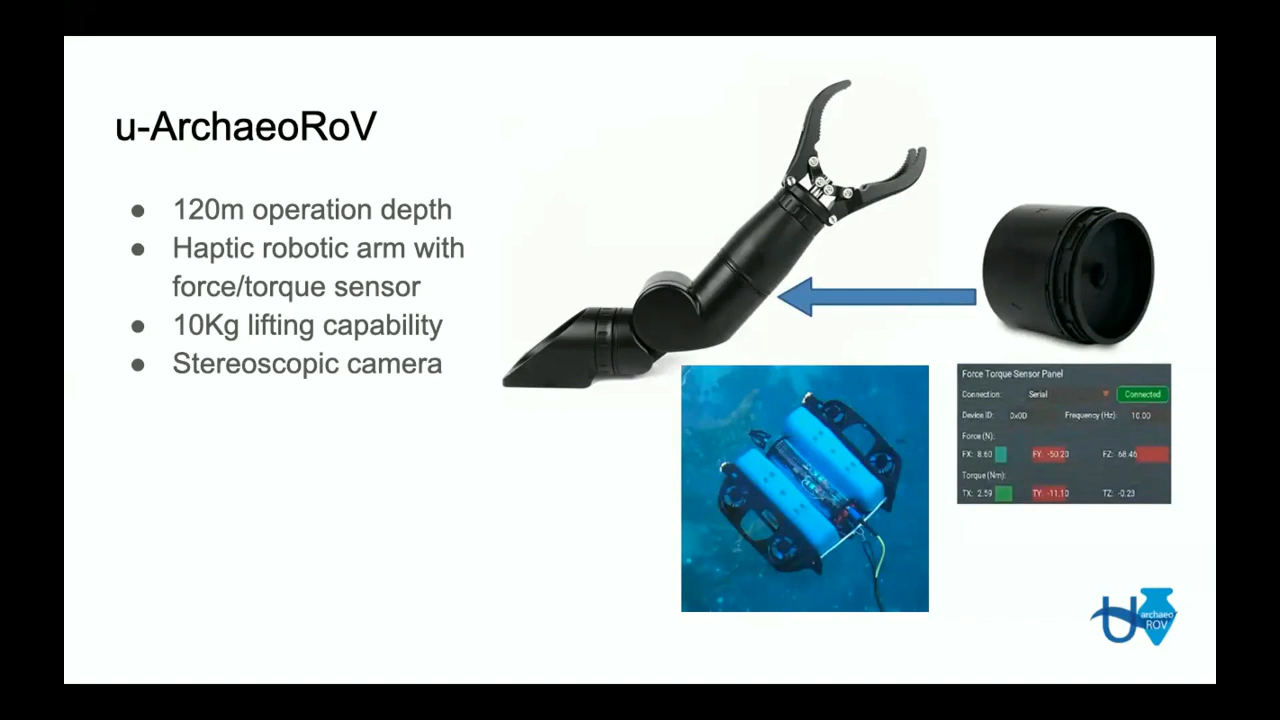 u-ArchaeoRoV
● 120m operation depth
● Haptic robotic arm with
force/torque sensor
● 10Kg lifting capability
● Stereoscopic camera
Force Torque Sensor Panel
Connection: Serial Connected
Device ID: 0x0D Frequency (Hz): 10.00
Force (N):
FX: 8.60 FY: -50.20 FZ: 68.46
Torque (Nm):
TX: 2.59 TY: -11.10 TZ: -0.23
U archaeo
ROV